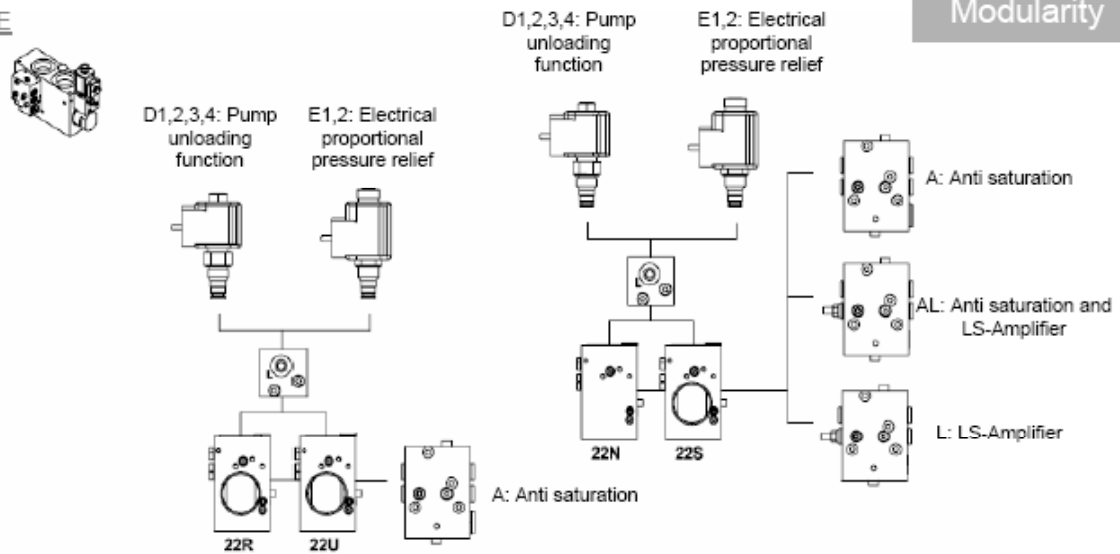 E
Modularity
D1,2,3,4: Pump
unloading
function
E1,2: Electrical
proportional
pressure relief
D1,2,3,4: Pump
unloading
function
E1,2: Electrical
proportional
pressure relief
A: Anti saturation
L
AL: Anti saturation and
LS-Amplifier
L
22N
22S
L: LS-Amplifier
A: Anti saturation
22R
22U